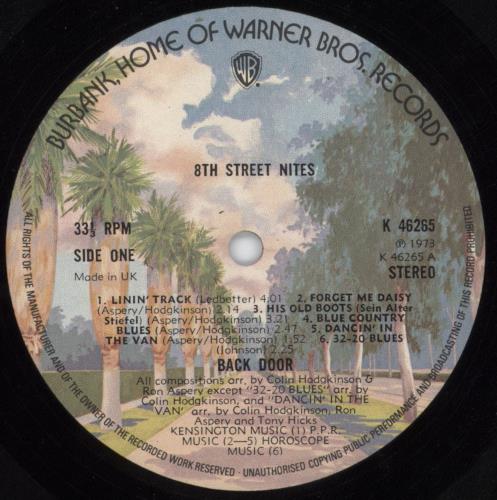 BURBANK, HOME OF WARNER BROS. RECORDS
WB
8TH STREET NITES
33⅓ RPM
SIDE ONE
Made in UK
K 46265
℗ 1973
K 46265 A
STEREO
1. LININ' TRACK (Ledbetter) 4.01 2. FORGET ME DAISY
(Aspery/Hodgkinson) 2.14 3. HIS OLD BOOTS (Sein Alter
Stiefel) (Aspery/Hodgkinson) 3.21 4. BLUE COUNTRY
BLUES (Aspery/Hodgkinson) 2.47 5. DANCIN' IN
THE VAN (Aspery/Hodgkinson) 1.52 6. 32-20 BLUES
(Johnson) 2.25
BACK DOOR
All compositions arr. by Colin Hodgkinson &
Ron Aspery except "32-20 BLUES" arr. by
Colin Hodgkinson, and "DANCIN' IN THE
VAN" arr. by Colin Hodgkinson, Ron
Aspery and Tony Hicks
KENSINGTON MUSIC (1) P.P.R.
MUSIC (2—5) HOROSCOPE
MUSIC (6)
ALL RIGHTS OF THE MANUFACTURER AND OF THE OWNER OF THE RECORDED WORK RESERVED · UNAUTHORISED COPYING PUBLIC PERFORMANCE AND BROADCASTING OF THIS RECORD PROHIBITED.